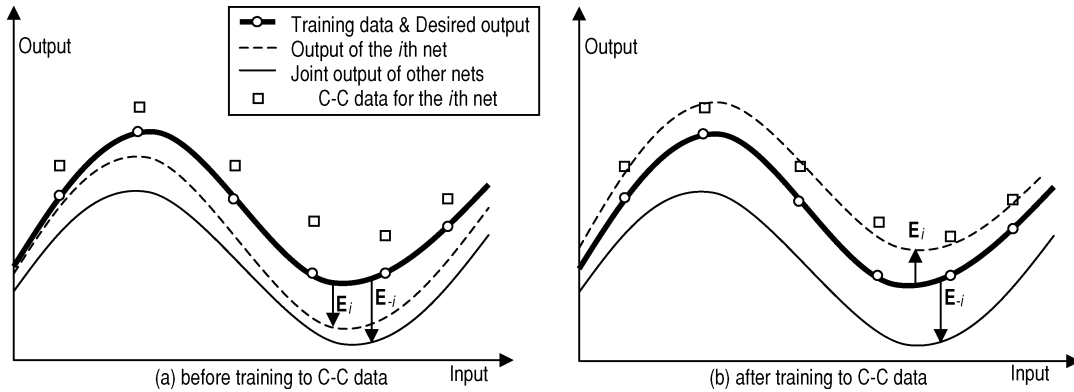 Output
Training data & Desired output
Output of the ith net
Joint output of other nets
C-C data for the ith net
Ei
E-i
(a) before training to C-C data
Input
Output
Ei
E-i
(b) after training to C-C data
Input